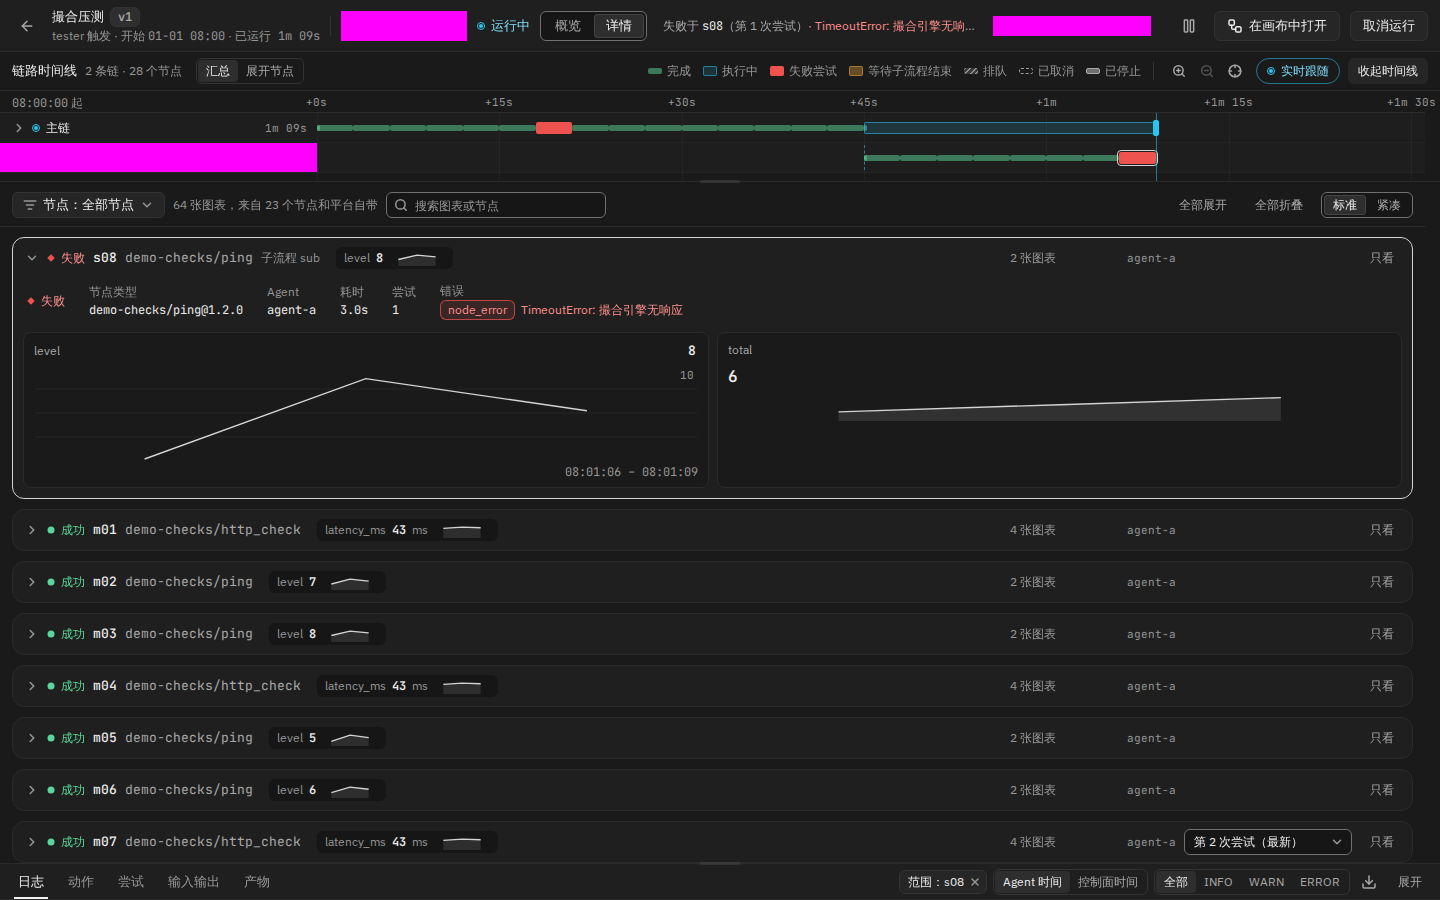 撮合压测 v1
tester 触发 · 开始 01-01 08:00 · 已运行 1m 09s
运行中
概览 详情
失败于 s08（第 1 次尝试）· TimeoutError: 撮合引擎无响...
在画布中打开 取消运行
链路时间线 2 条链 · 28 个节点 汇总 展开节点
完成 执行中 失败尝试 等待子流程结束 排队 已取消 已停止
实时跟随 收起时间线
08:00:00 起 +0s +15s +30s +45s +1m +1m 15s +1m 30s
主链 1m 09s
节点：全部节点 64 张图表，来自 23 个节点和平台自带 搜索图表或节点 全部展开 全部折叠 标准 紧凑
失败 s08 demo-checks/ping 子流程 sub level 8 2 张图表 agent-a 只看
失败
节点类型 Agent 耗时 尝试 错误
demo-checks/ping@1.2.0 agent-a 3.0s 1 node_error TimeoutError: 撮合引擎无响应
level 8
10
08:01:06 – 08:01:09
total
6
成功 m01 demo-checks/http_check latency_ms 43 ms 4 张图表 agent-a 只看
成功 m02 demo-checks/ping level 7 2 张图表 agent-a 只看
成功 m03 demo-checks/ping level 8 2 张图表 agent-a 只看
成功 m04 demo-checks/http_check latency_ms 43 ms 4 张图表 agent-a 只看
成功 m05 demo-checks/ping level 5 2 张图表 agent-a 只看
成功 m06 demo-checks/ping level 6 2 张图表 agent-a 只看
成功 m07 demo-checks/http_check latency_ms 43 ms 4 张图表 agent-a 第 2 次尝试（最新） 只看
日志 动作 尝试 输入输出 产物 范围：s08 Agent 时间 控制面时间 全部 INFO WARN ERROR 展开